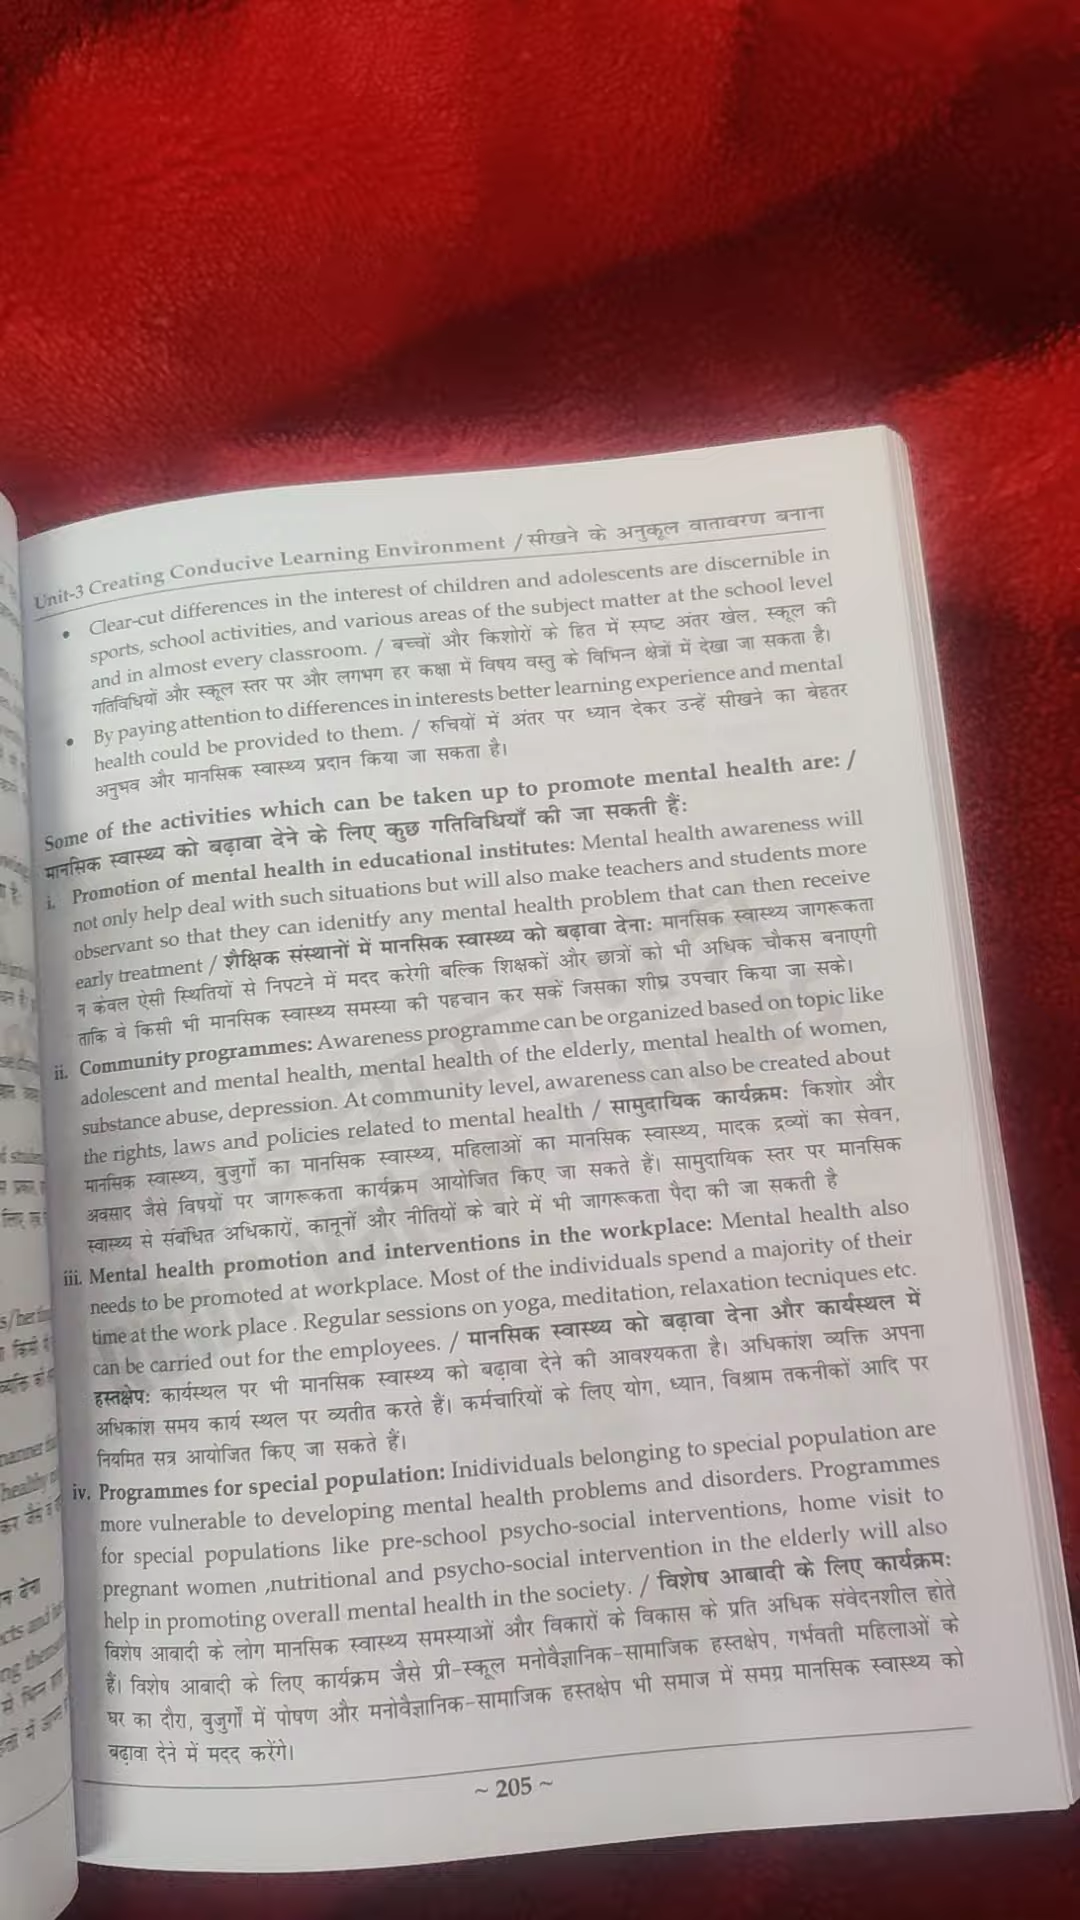 Unit-3 Creating Conducive Learning Environment / सीखने के अनुकूल वातावरण बनाना
• Clear-cut differences in the interest of children and adolescents are discernible in
sports, school activities, and various areas of the subject matter at the school level
and in almost every classroom. / बच्चों और किशोरों के हित में स्पष्ट अंतर खेल, स्कूल की
गतिविधियों और स्कूल स्तर पर और लगभग हर कक्षा में विषय वस्तु के विभिन्न क्षेत्रों में देखा जा सकता है।
• By paying attention to differences in interests better learning experience and mental
health could be provided to them. / रुचियों में अंतर पर ध्यान देकर उन्हें सीखने का बेहतर
अनुभव और मानसिक स्वास्थ्य प्रदान किया जा सकता है।
Some of the activities which can be taken up to promote mental health are: /
मानसिक स्वास्थ्य को बढ़ावा देने के लिए कुछ गतिविधियाँ की जा सकती हैं:
i. Promotion of mental health in educational institutes: Mental health awareness will
not only help deal with such situations but will also make teachers and students more
observant so that they can idenitfy any mental health problem that can then receive
early treatment / शैक्षिक संस्थानों में मानसिक स्वास्थ्य को बढ़ावा देना: मानसिक स्वास्थ्य जागरूकता
न केवल ऐसी स्थितियों से निपटने में मदद करेगी बल्कि शिक्षकों और छात्रों को भी अधिक चौकस बनाएगी
ताकि वे किसी भी मानसिक स्वास्थ्य समस्या की पहचान कर सकें जिसका शीघ्र उपचार किया जा सके।
ii. Community programmes: Awareness programme can be organized based on topic like
adolescent and mental health, mental health of the elderly, mental health of women,
substance abuse, depression. At community level, awareness can also be created about
the rights, laws and policies related to mental health / सामुदायिक कार्यक्रम: किशोर और
मानसिक स्वास्थ्य, बुजुर्गों का मानसिक स्वास्थ्य, महिलाओं का मानसिक स्वास्थ्य, मादक द्रव्यों का सेवन,
अवसाद जैसे विषयों पर जागरूकता कार्यक्रम आयोजित किए जा सकते हैं। सामुदायिक स्तर पर मानसिक
स्वास्थ्य से संबंधित अधिकारों, कानूनों और नीतियों के बारे में भी जागरूकता पैदा की जा सकती है
iii. Mental health promotion and interventions in the workplace: Mental health also
needs to be promoted at workplace. Most of the individuals spend a majority of their
time at the work place . Regular sessions on yoga, meditation, relaxation tecniques etc.
can be carried out for the employees. / मानसिक स्वास्थ्य को बढ़ावा देना और कार्यस्थल में
हस्तक्षेप: कार्यस्थल पर भी मानसिक स्वास्थ्य को बढ़ावा देने की आवश्यकता है। अधिकांश व्यक्ति अपना
अधिकांश समय कार्य स्थल पर व्यतीत करते हैं। कर्मचारियों के लिए योग, ध्यान, विश्राम तकनीकों आदि पर
नियमित सत्र आयोजित किए जा सकते हैं।
iv. Programmes for special population: Inidividuals belonging to special population are
more vulnerable to developing mental health problems and disorders. Programmes
for special populations like pre-school psycho-social interventions, home visit to
pregnant women ,nutritional and psycho-social intervention in the elderly will also
help in promoting overall mental health in the society. / विशेष आबादी के लिए कार्यक्रम:
विशेष आबादी के लोग मानसिक स्वास्थ्य समस्याओं और विकारों के विकास के प्रति अधिक संवेदनशील होते
हैं। विशेष आबादी के लिए कार्यक्रम जैसे प्री-स्कूल मनोवैज्ञानिक-सामाजिक हस्तक्षेप, गर्भवती महिलाओं के
घर का दौरा, बुजुर्गों में पोषण और मनोवैज्ञानिक-सामाजिक हस्तक्षेप भी समाज में समग्र मानसिक स्वास्थ्य को
बढ़ावा देने में मदद करेंगे।
~ 205 ~